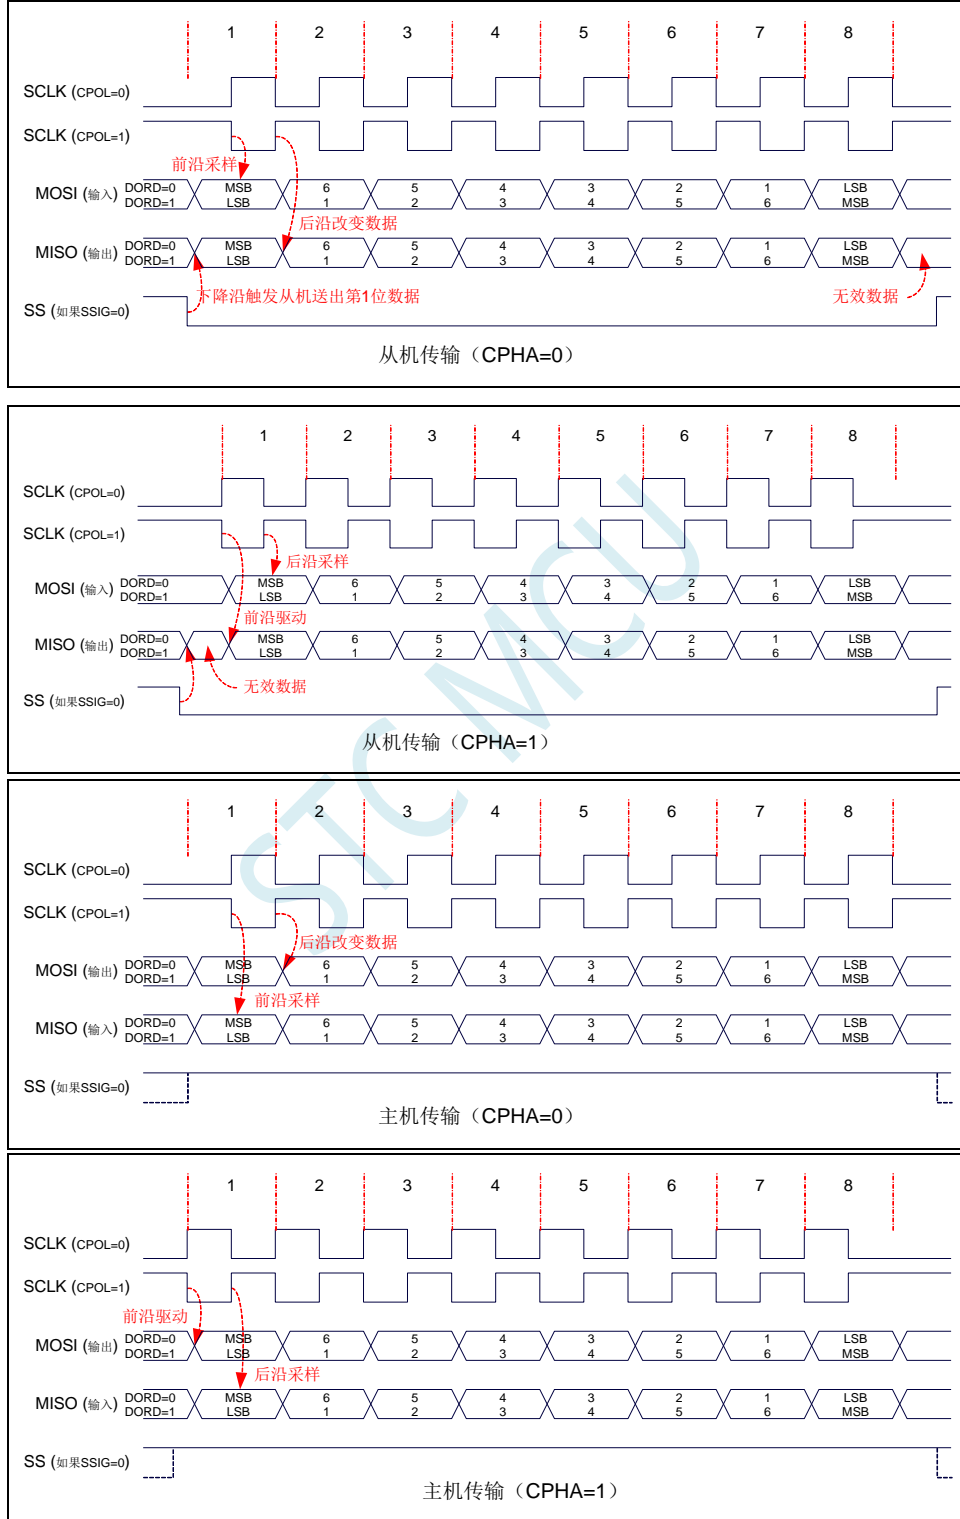 1 2 3 4 5 6 7 8
SCLK (CPOL=0)
SCLK (CPOL=1)
前沿采样
MOSI (输入) DORD=0 MSB 6 5 4 3 2 1 LSB
DORD=1 LSB 1 2 3 4 5 6 MSB
后沿改变数据
MISO (输出) DORD=0 MSB 6 5 4 3 2 1 LSB
DORD=1 LSB 1 2 3 4 5 6 MSB
下降沿触发从机送出第1位数据 无效数据
SS (如果SSIG=0)
从机传输（CPHA=0）
1 2 3 4 5 6 7 8
SCLK (CPOL=0)
SCLK (CPOL=1)
后沿采样
MOSI (输入) DORD=0 MSB 6 5 4 3 2 1 LSB
DORD=1 LSB 1 2 3 4 5 6 MSB
前沿驱动
MISO (输出) DORD=0 MSB 6 5 4 3 2 1 LSB
DORD=1 LSB 1 2 3 4 5 6 MSB
无效数据
SS (如果SSIG=0)
从机传输（CPHA=1）
STC MCU
1 2 3 4 5 6 7 8
SCLK (CPOL=0)
SCLK (CPOL=1)
后沿改变数据
MOSI (输出) DORD=0 MSB 6 5 4 3 2 1 LSB
DORD=1 LSB 1 2 3 4 5 6 MSB
前沿采样
MISO (输入) DORD=0 MSB 6 5 4 3 2 1 LSB
DORD=1 LSB 1 2 3 4 5 6 MSB
SS (如果SSIG=0)
主机传输（CPHA=0）
1 2 3 4 5 6 7 8
SCLK (CPOL=0)
SCLK (CPOL=1)
前沿驱动
MOSI (输出) DORD=0 MSB 6 5 4 3 2 1 LSB
DORD=1 LSB 1 2 3 4 5 6 MSB
后沿采样
MISO (输入) DORD=0 MSB 6 5 4 3 2 1 LSB
DORD=1 LSB 1 2 3 4 5 6 MSB
SS (如果SSIG=0)
主机传输（CPHA=1）